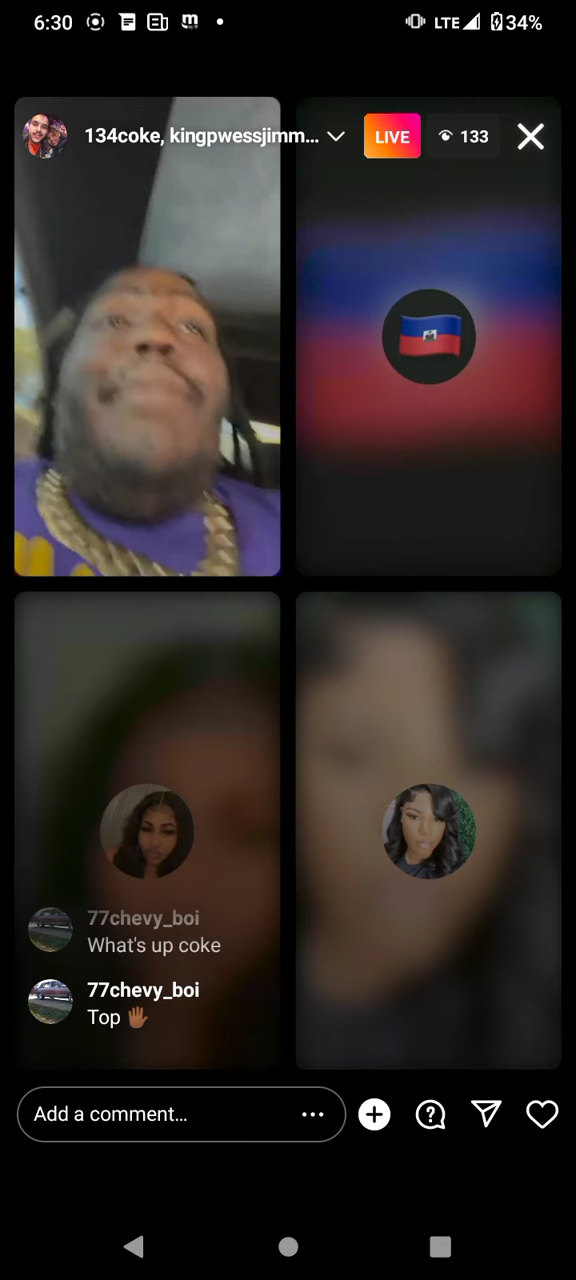 6:30 LTE 34%
134coke, kingpwessjimm... LIVE 133
77chevy_boi
What's up coke
77chevy_boi
Top 🖐🏾
Add a comment...